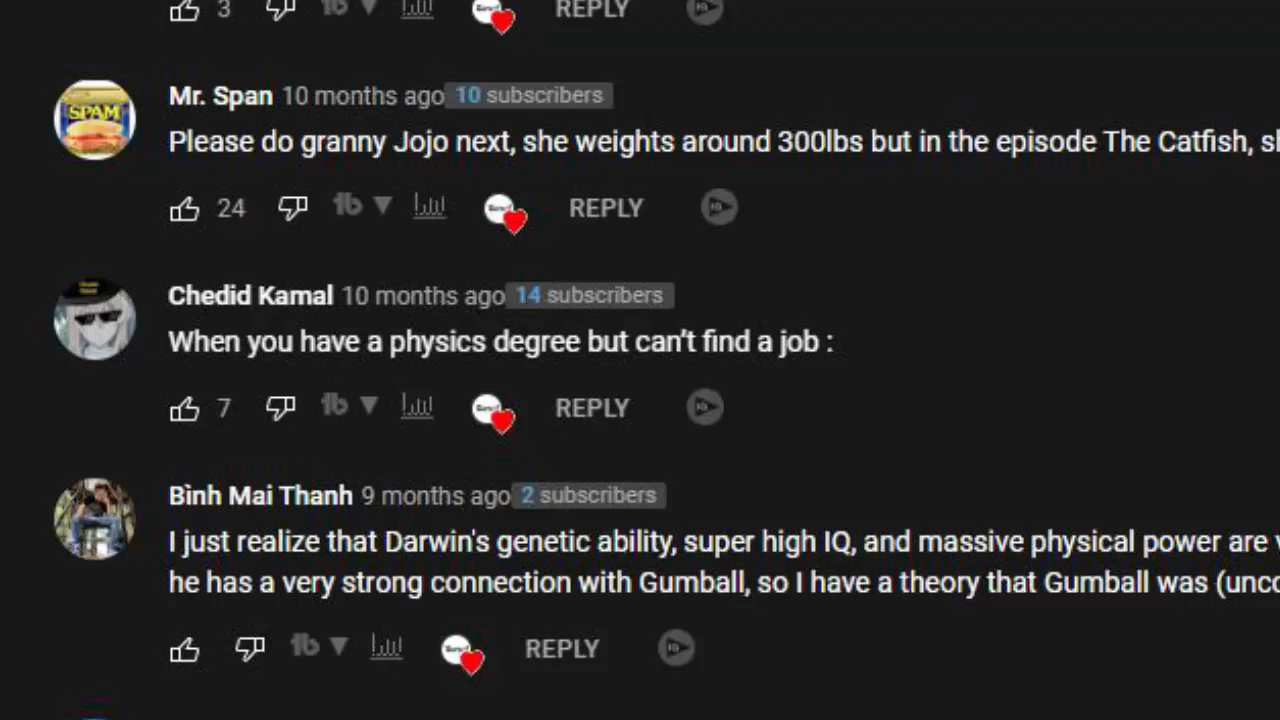 3 REPLY
Mr. Span 10 months ago 10 subscribers
SPAM
Please do granny Jojo next, she weights around 300lbs but in the episode The Catfish,
24 REPLY
Chedid Kamal 10 months ago 14 subscribers
When you have a physics degree but can't find a job :
7 REPLY
Bình Mai Thanh 9 months ago 2 subscribers
I just realize that Darwin's genetic ability, super high IQ, and massive physical power are
he has a very strong connection with Gumball, so I have a theory that Gumball was
REPLY